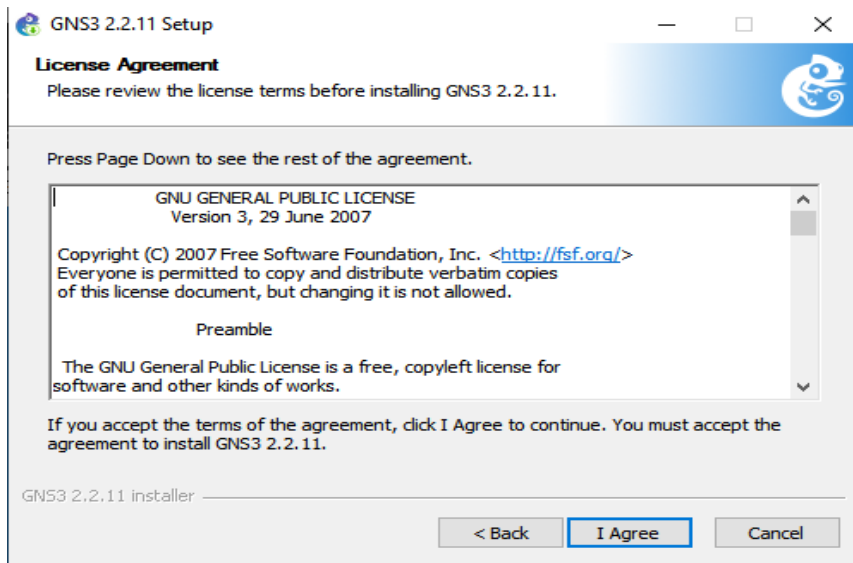 GNS3 2.2.11 Setup
License Agreement
Please review the license terms before installing GNS3 2.2.11.
Press Page Down to see the rest of the agreement.
GNU GENERAL PUBLIC LICENSE
Version 3, 29 June 2007
Copyright (C) 2007 Free Software Foundation, Inc. <http://fsf.org/>
Everyone is permitted to copy and distribute verbatim copies
of this license document, but changing it is not allowed.
Preamble
The GNU General Public License is a free, copyleft license for
software and other kinds of works.
If you accept the terms of the agreement, click I Agree to continue. You must accept the
agreement to install GNS3 2.2.11.
GNS3 2.2.11 installer
< Back I Agree Cancel